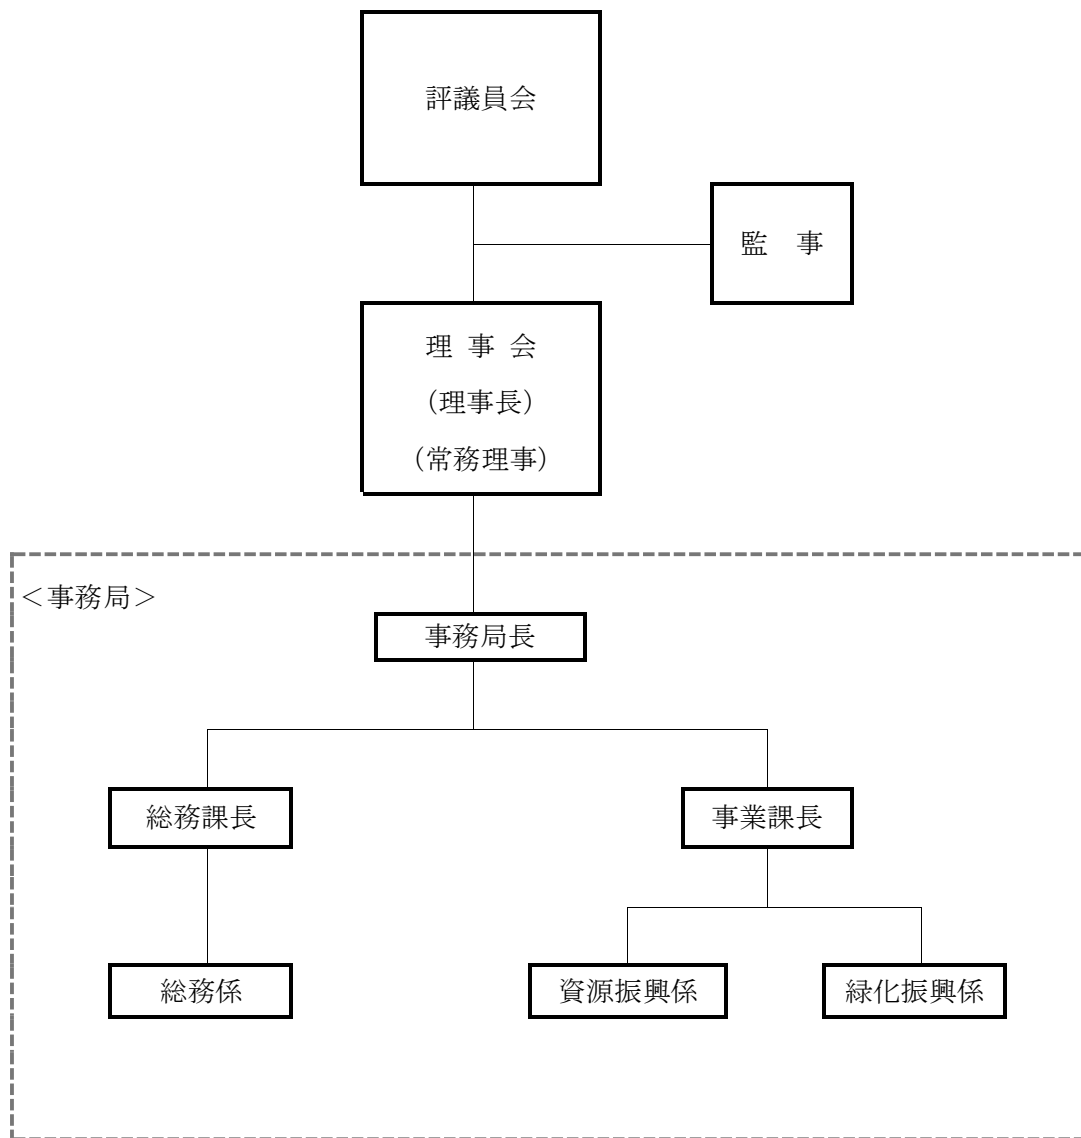 評議員会
監　事
理 事 会
（理事長）
（常務理事）
＜事務局＞
事務局長
総務課長
事業課長
総務係
資源振興係
緑化振興係